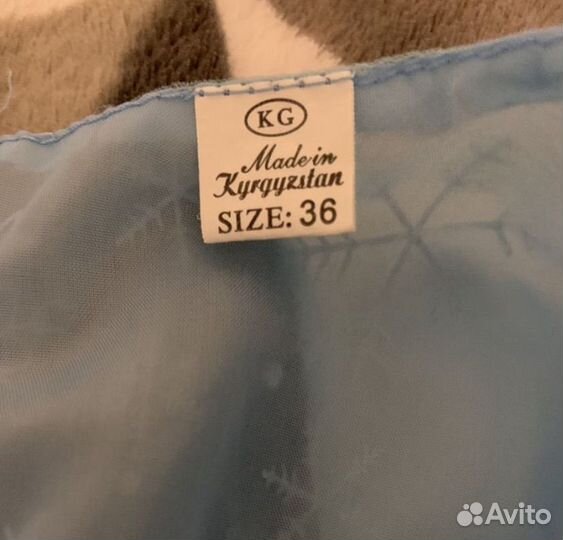 KG
Made in
Kyrgyzstan
SIZE: 36
Avito